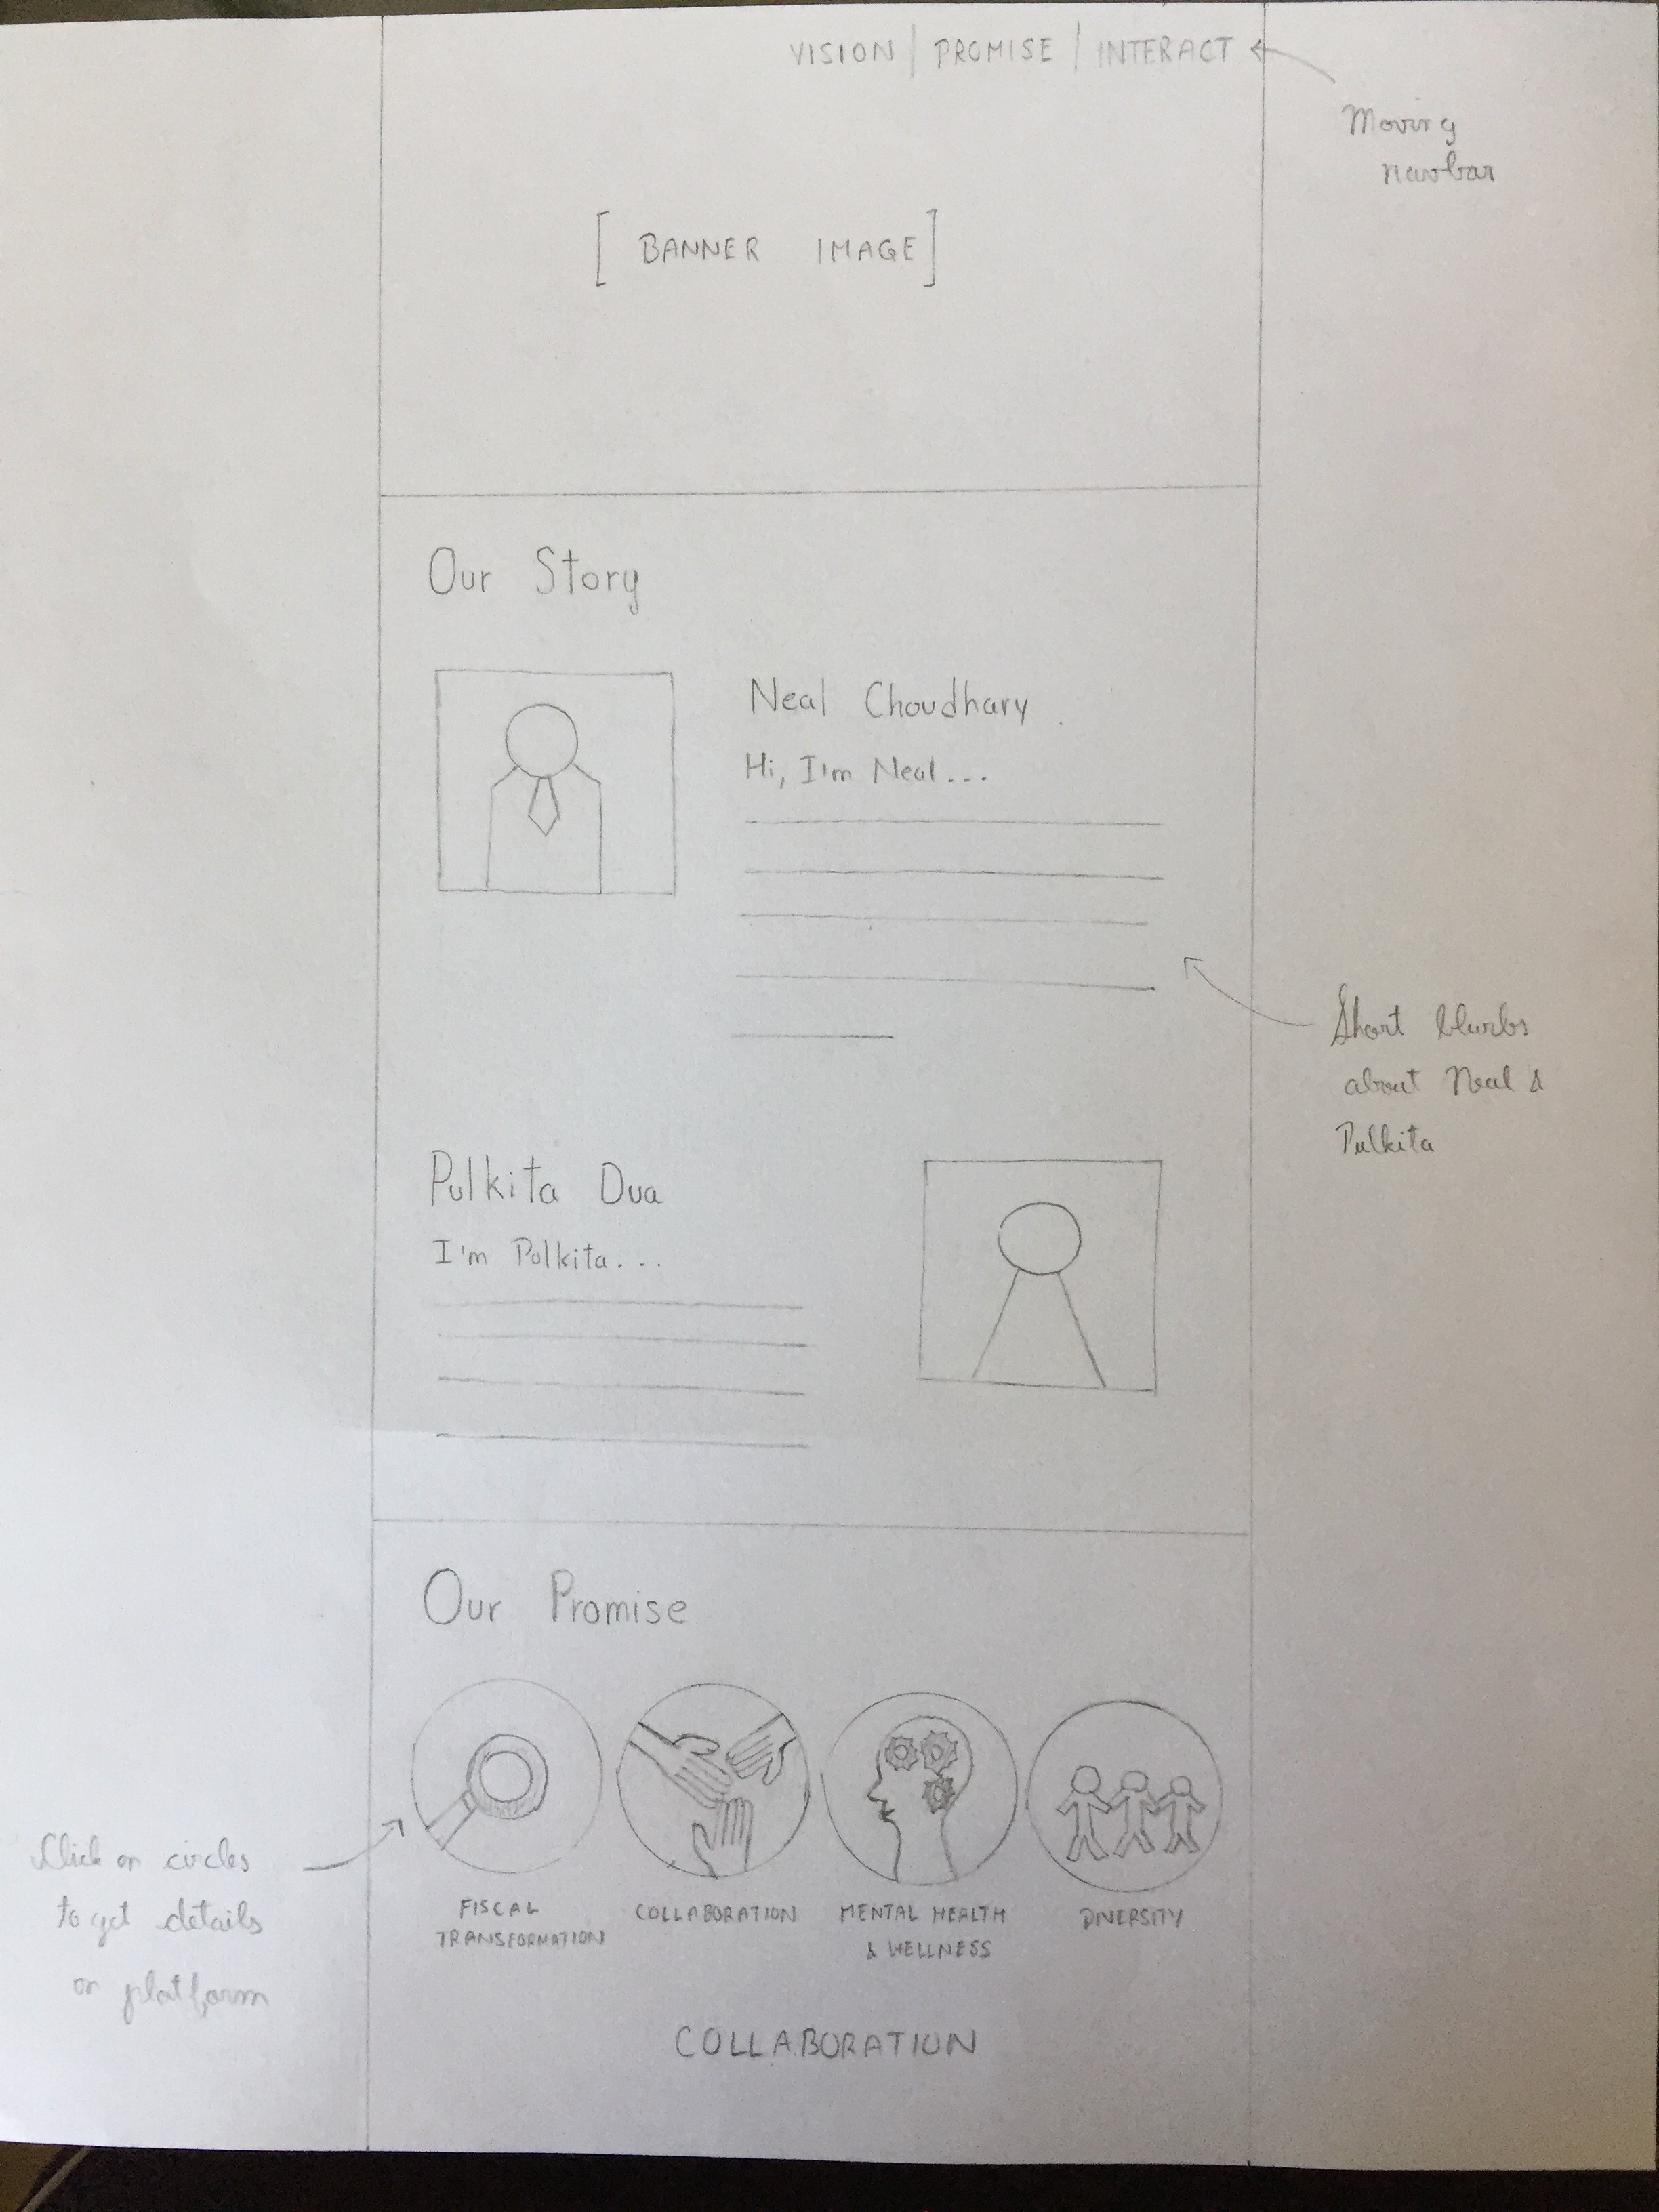 VISION | PROMISE | INTERACT
Moving
navbar
[ BANNER IMAGE ]
Our Story
Neal Choudhary
Hi, I'm Neal...
Short blurbs
about Neal &
Pulkita
Pulkita Dua
I'm Pulkita...
Our Promise
Click on circles
to get details
on platform
FISCAL
TRANSFORMATION
COLLABORATION
MENTAL HEALTH
& WELLNESS
DIVERSITY
COLLABORATION